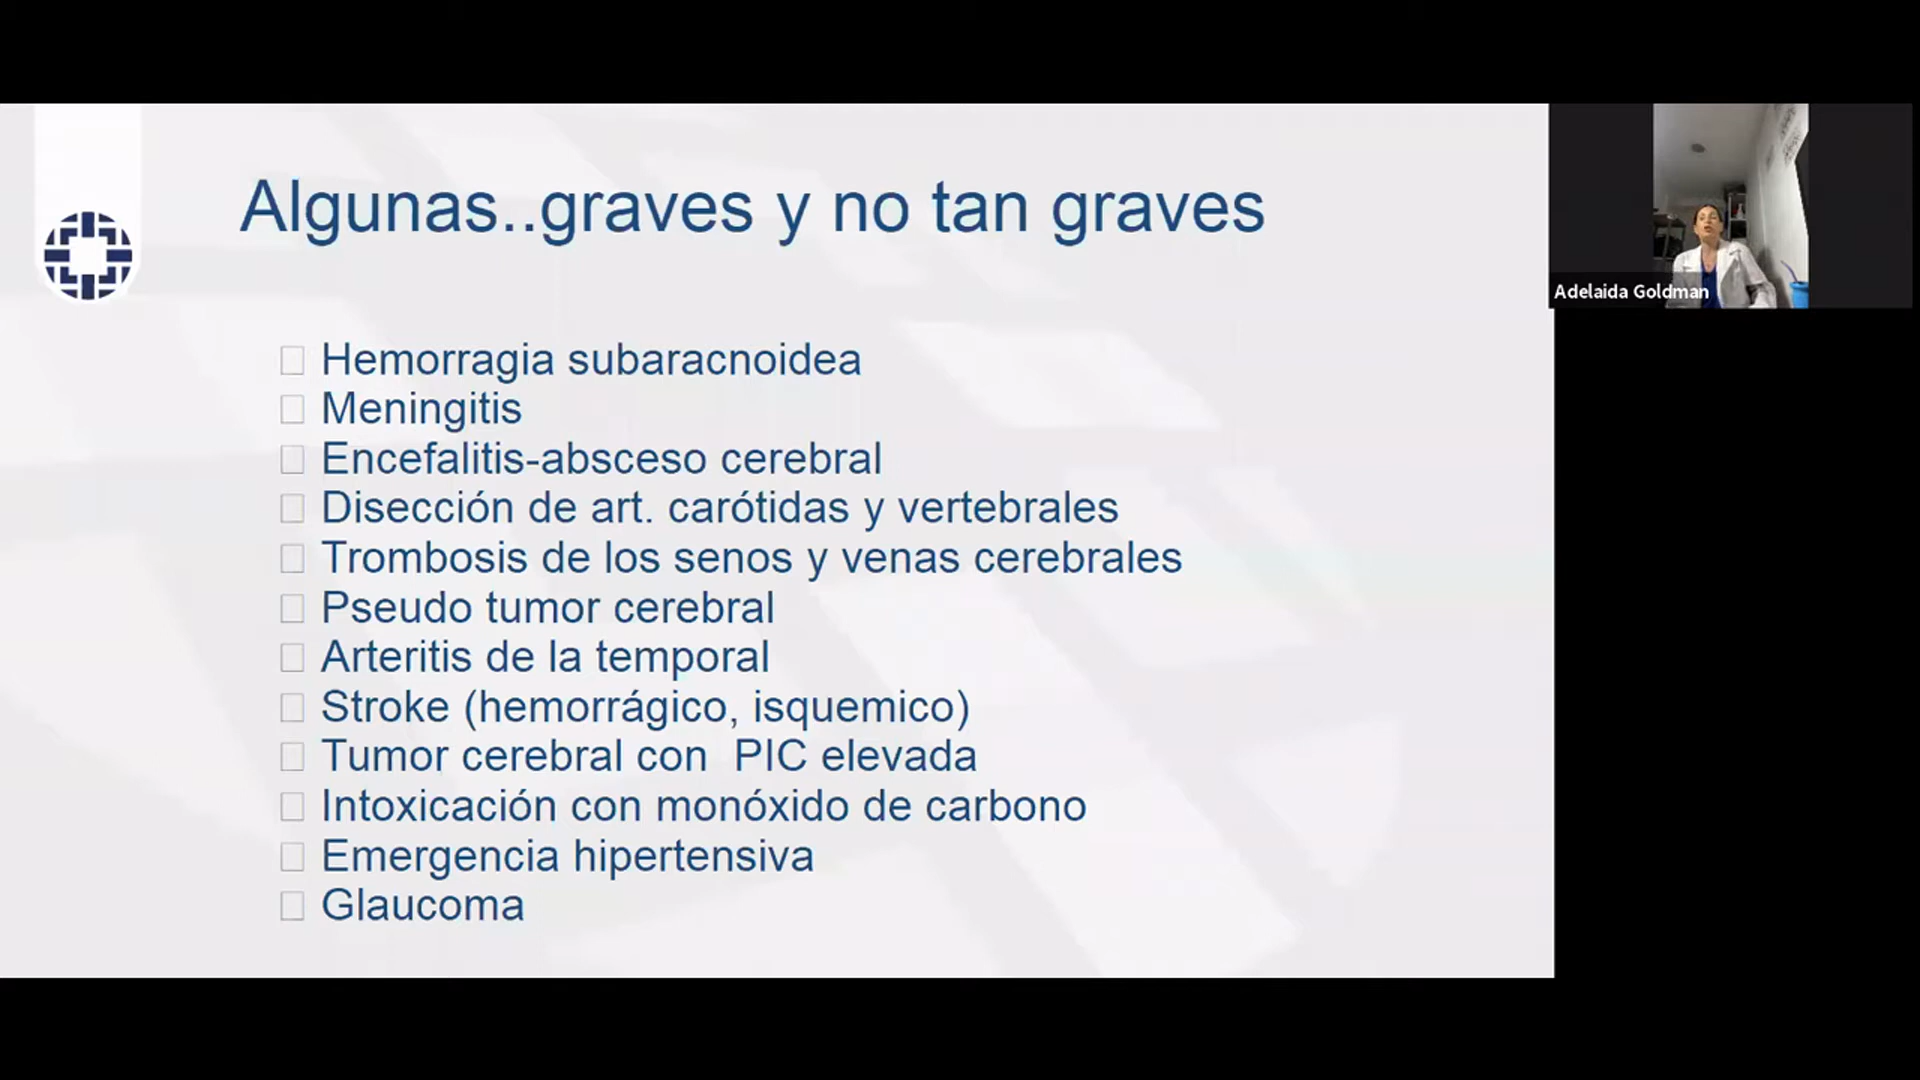 Algunas..graves y no tan graves
Hemorragia subaracnoidea
Meningitis
Encefalitis-absceso cerebral
Disección de art. carótidas y vertebrales
Trombosis de los senos y venas cerebrales
Pseudo tumor cerebral
Arteritis de la temporal
Stroke (hemorrágico, isquemico)
Tumor cerebral con  PIC elevada
Intoxicación con monóxido de carbono
Emergencia hipertensiva
Glaucoma
Adelaida Goldman